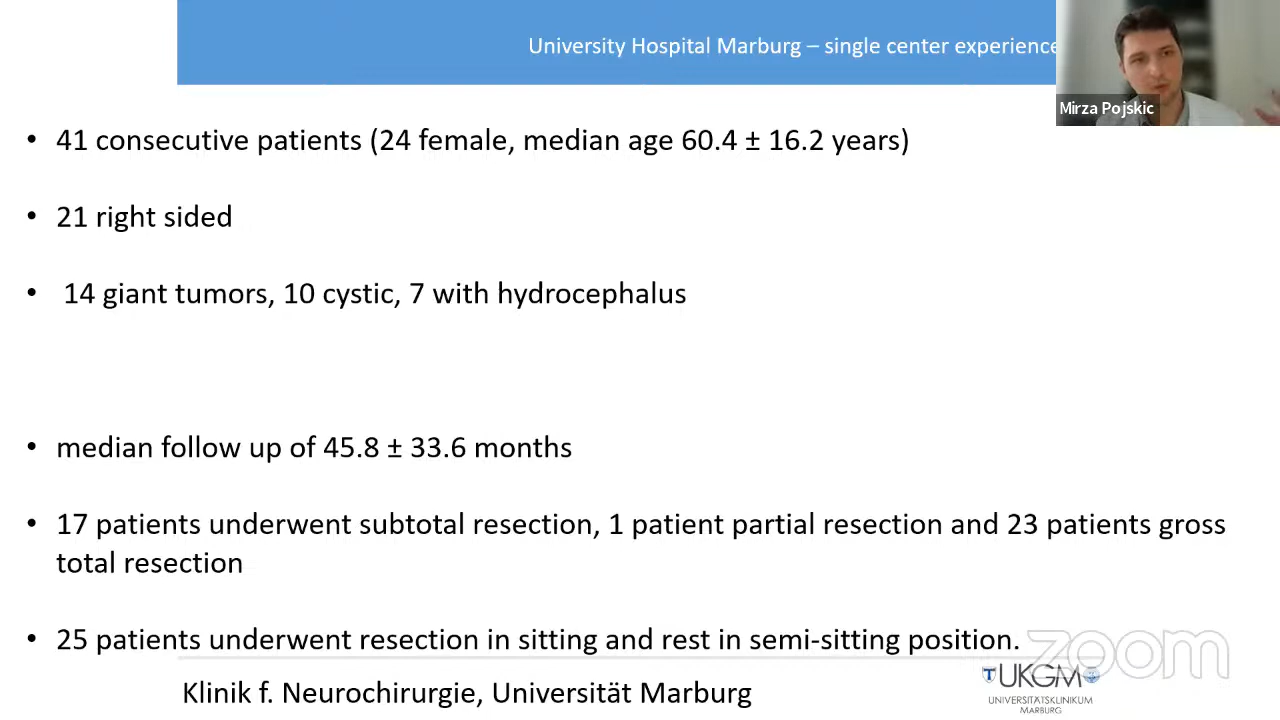 University Hospital Marburg – single center experience
Mirza Pojskic
• 41 consecutive patients (24 female, median age 60.4 ± 16.2 years)
• 21 right sided
• 14 giant tumors, 10 cystic, 7 with hydrocephalus
• median follow up of 45.8 ± 33.6 months
• 17 patients underwent subtotal resection, 1 patient partial resection and 23 patients gross
total resection
• 25 patients underwent resection in sitting and rest in semi-sitting position.
zoom
Klinik f. Neurochirurgie, Universität Marburg
UKGM
UNIVERSITÄTSKLINIKUM
MARBURG